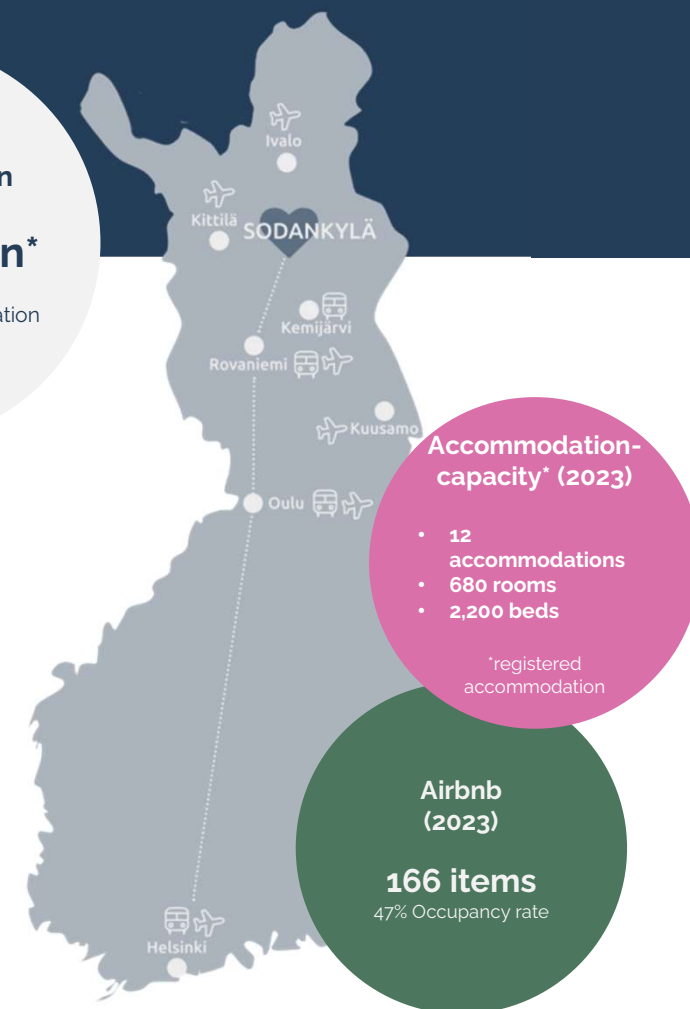 n
n*
ation
Ivalo
Kittilä
SODANKYLÄ
Kemijärvi
Rovaniemi
Kuusamo
Oulu
Helsinki
Accommodation-
capacity* (2023)
• 12
accommodations
• 680 rooms
• 2,200 beds
*registered
accommodation
Airbnb
(2023)
166 items
47% Occupancy rate